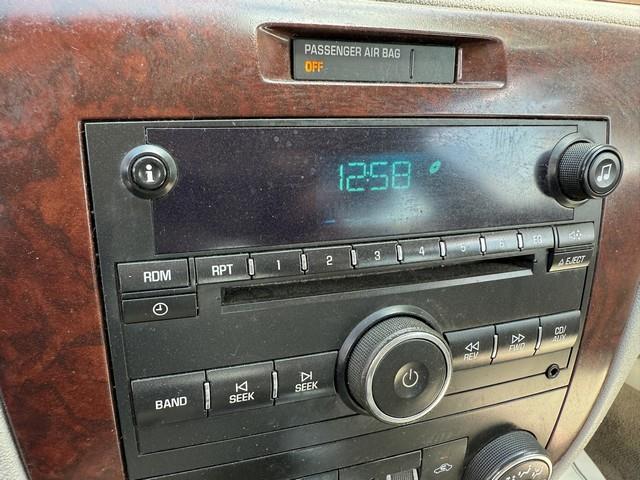 PASSENGER AIR BAG
OFF
12:58
RDM
RPT 1 2 3 4 5 6 EQ
EJECT
BAND
SEEK
SEEK
REV
FWD
CD/
AUX